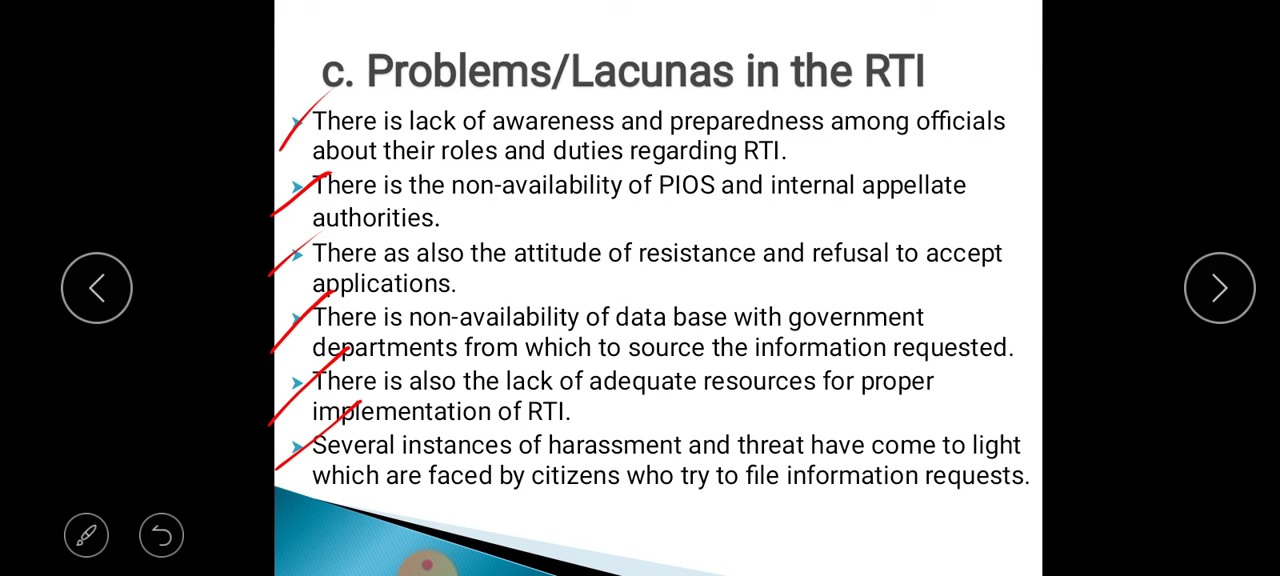 c. Problems/Lacunas in the RTI
There is lack of awareness and preparedness among officials
about their roles and duties regarding RTI.
There is the non-availability of PIOS and internal appellate
authorities.
There as also the attitude of resistance and refusal to accept
applications.
There is non-availability of data base with government
departments from which to source the information requested.
There is also the lack of adequate resources for proper
implementation of RTI.
Several instances of harassment and threat have come to light
which are faced by citizens who try to file information requests.